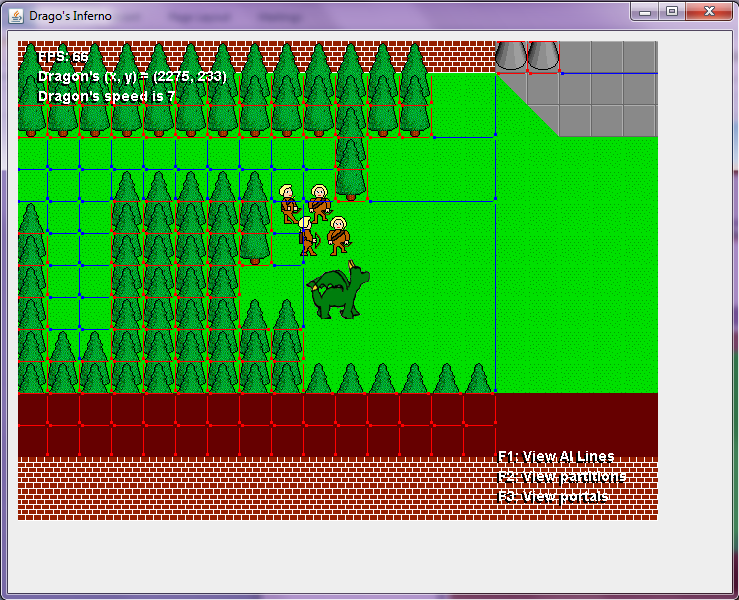 Drago's Inferno
FPS: 66
Dragon's (x, y) = (2275, 233)
Dragon's speed is 7
F1: View AI Lines
F2: View partitions
F3: View portals